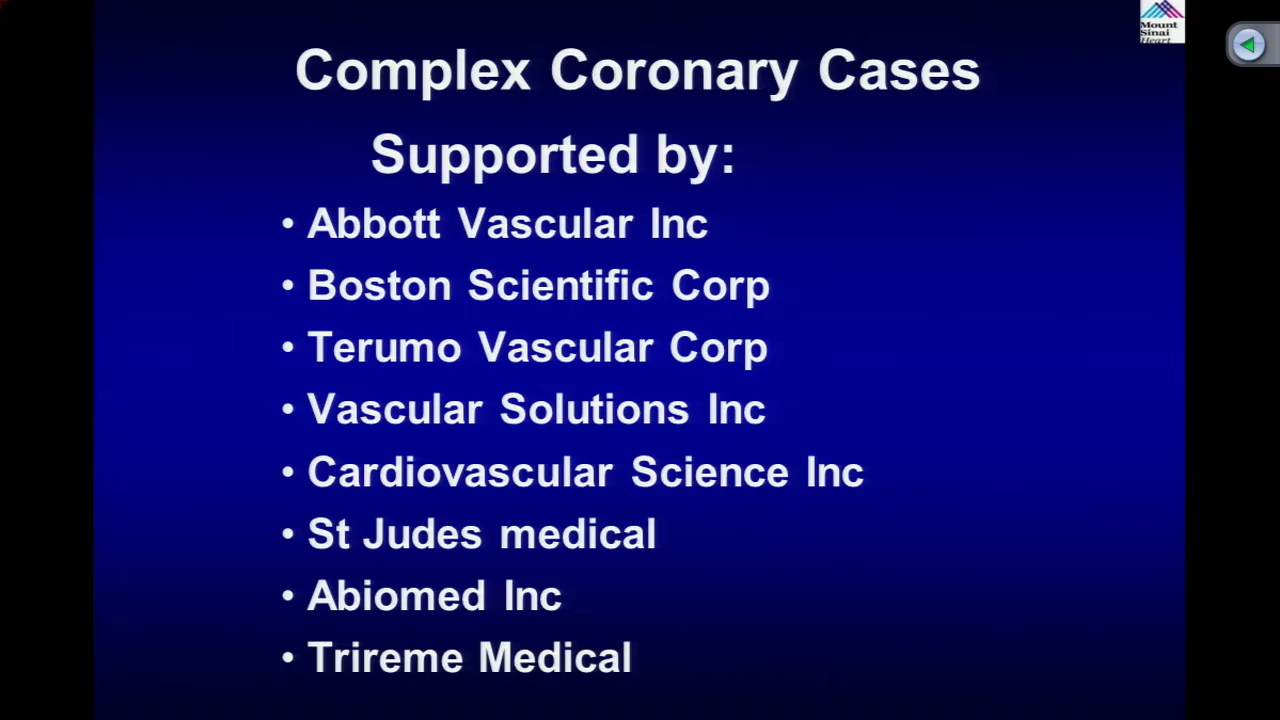 Mount
Sinai
Heart
Complex Coronary Cases
Supported by:
• Abbott Vascular Inc
• Boston Scientific Corp
• Terumo Vascular Corp
• Vascular Solutions Inc
• Cardiovascular Science Inc
• St Judes medical
• Abiomed Inc
• Trireme Medical